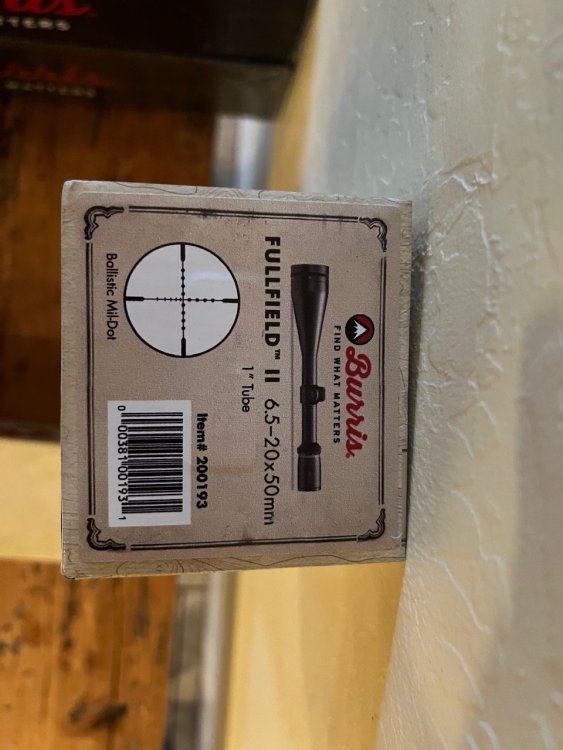 Burris.
FIND WHAT MATTERS
FULLFIELD™ II 6.5-20x50mm
1" Tube
Ballistic Mil-Dot
Item# 200193
0 00381 00193 1